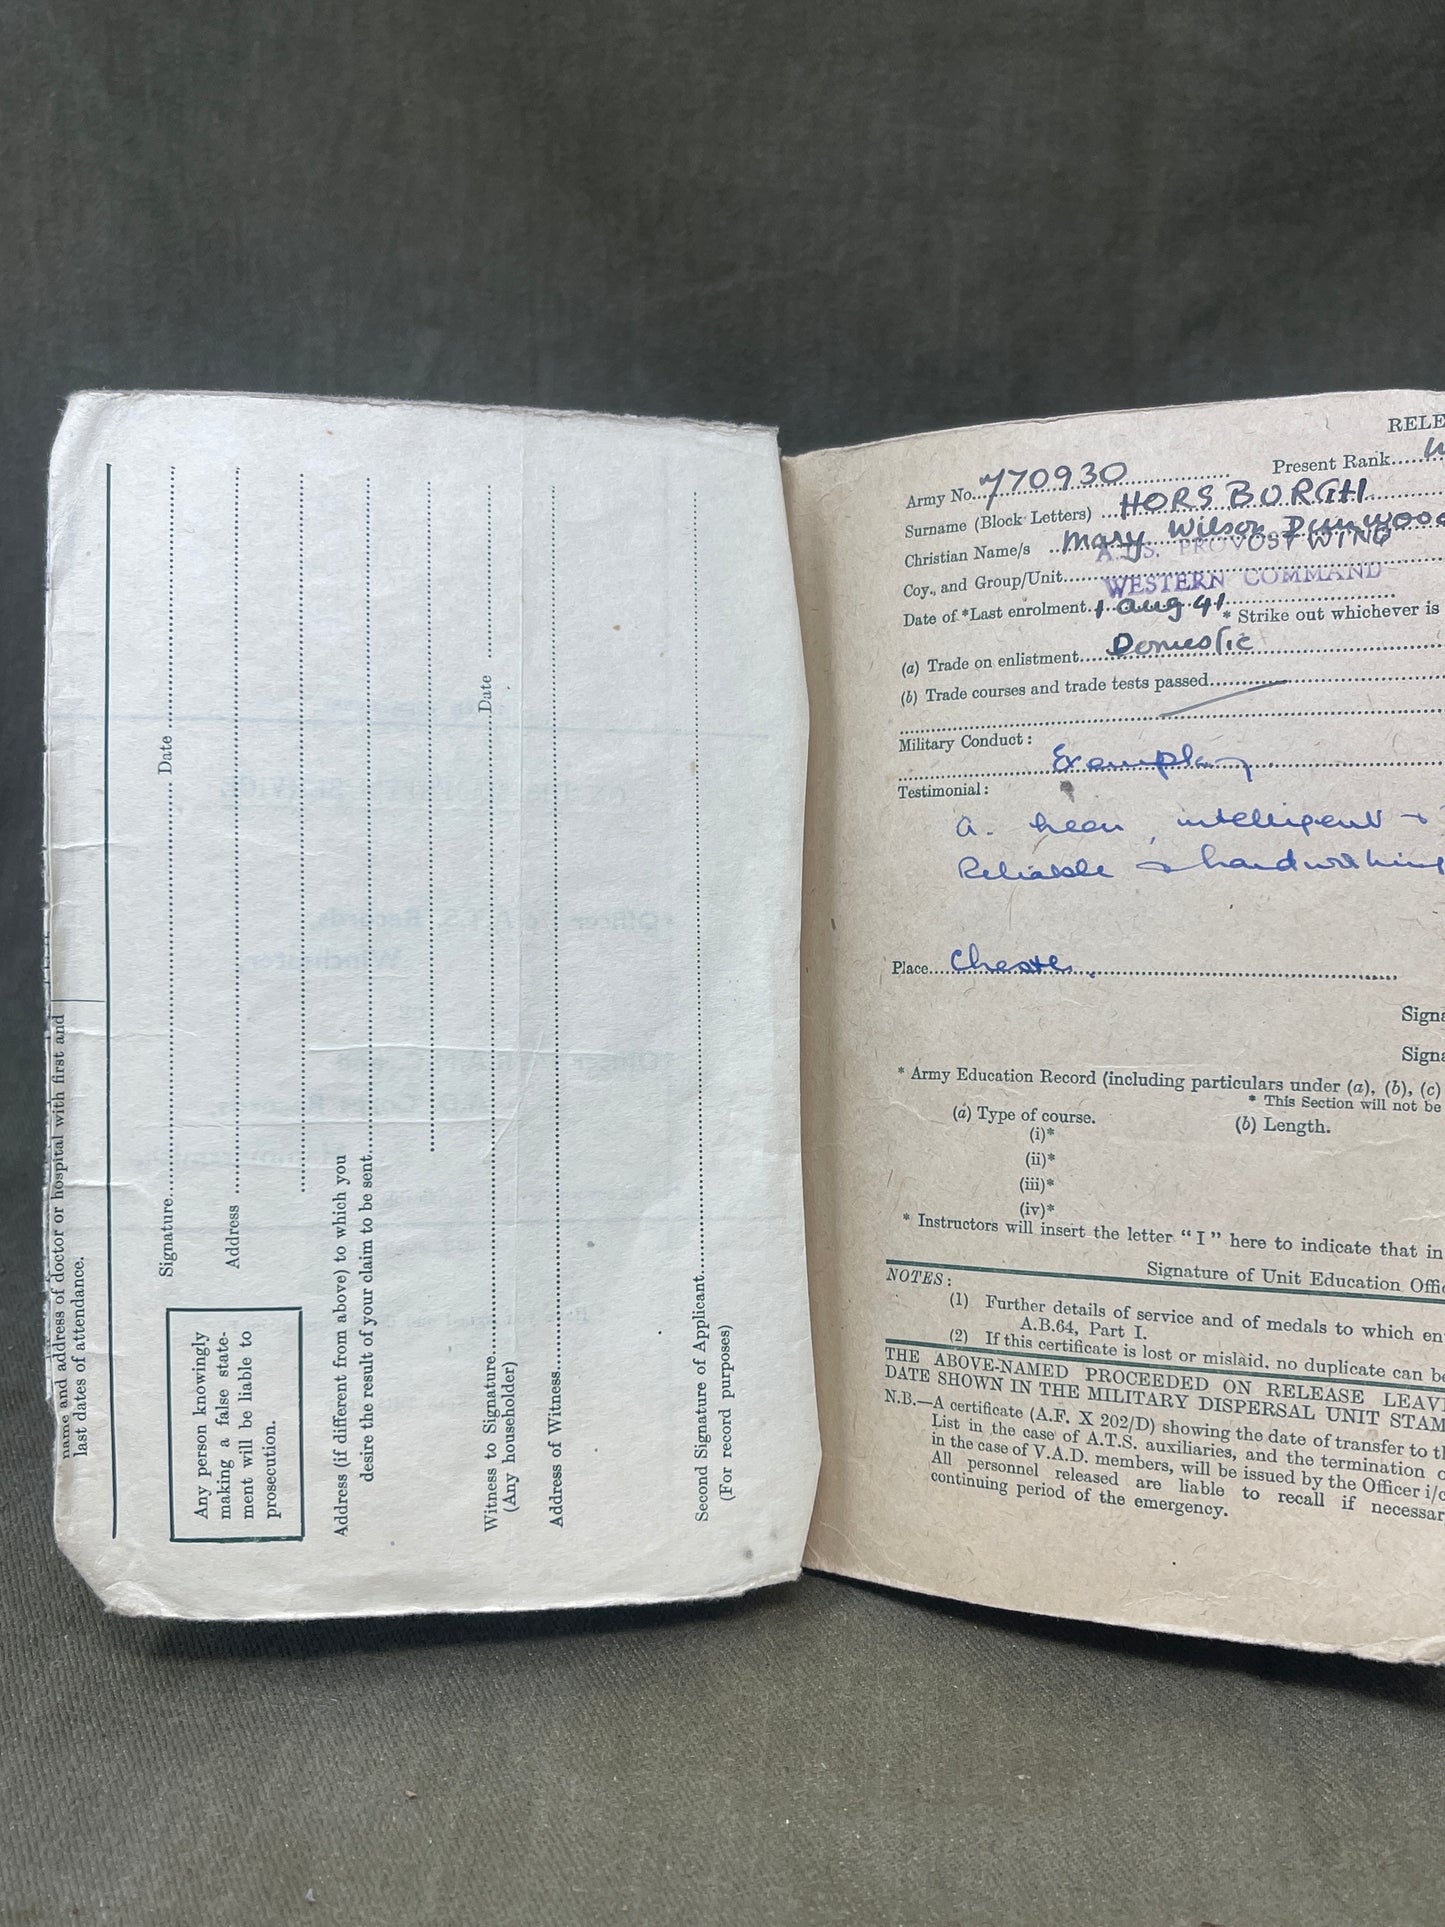 name and address of doctor or hospital with first and
last dates of attendance.
Signature Date
Address
Any person knowingly
making a false state-
ment will be liable to
prosecution.
Address (if different from above) to which you
desire the result of your claim to be sent
Witness to Signature Date
(Any householder)
Address of Witness
Second Signature of Applicant
(For record purposes)
RELE
Army No. 770930 Present Rank
Surname (Block Letters) HORSBURGH
Christian Name/s Mary Wilson Dunwood
A.T.S. PROVOST WING
Coy., and Group/Unit
WESTERN COMMAND
Date of *Last enrolment 1 Aug 41
* Strike out whichever is
(a) Trade on enlistment Domestic
(b) Trade courses and trade tests passed
Military Conduct:
Exemplary
Testimonial:
A keen, intelligent +
Reliable & hardworking
Place Chester
Signa
Signa
* Army Education Record (including particulars under (a), (b), (c)
* This Section will not be
(a) Type of course. (b) Length.
(i)*
(ii)*
(iii)*
(iv)*
* Instructors will insert the letter "I" here to indicate that in
Signature of Unit Education Offic
NOTES:
(1) Further details of service and of medals to which en
A.B.64, Part I.
(2) If this certificate is lost or mislaid, no duplicate can be
THE ABOVE-NAMED PROCEEDED ON RELEASE LEAV
DATE SHOWN IN THE MILITARY DISPERSAL UNIT STAM
N.B.—A certificate (A.F. X 202/D) showing the date of transfer to th
List in the case of A.T.S. auxiliaries, and the termination o
in the case of V.A.D. members, will be issued by the Officer i/c
All personnel released are liable to recall if necessar
continuing period of the emergency.